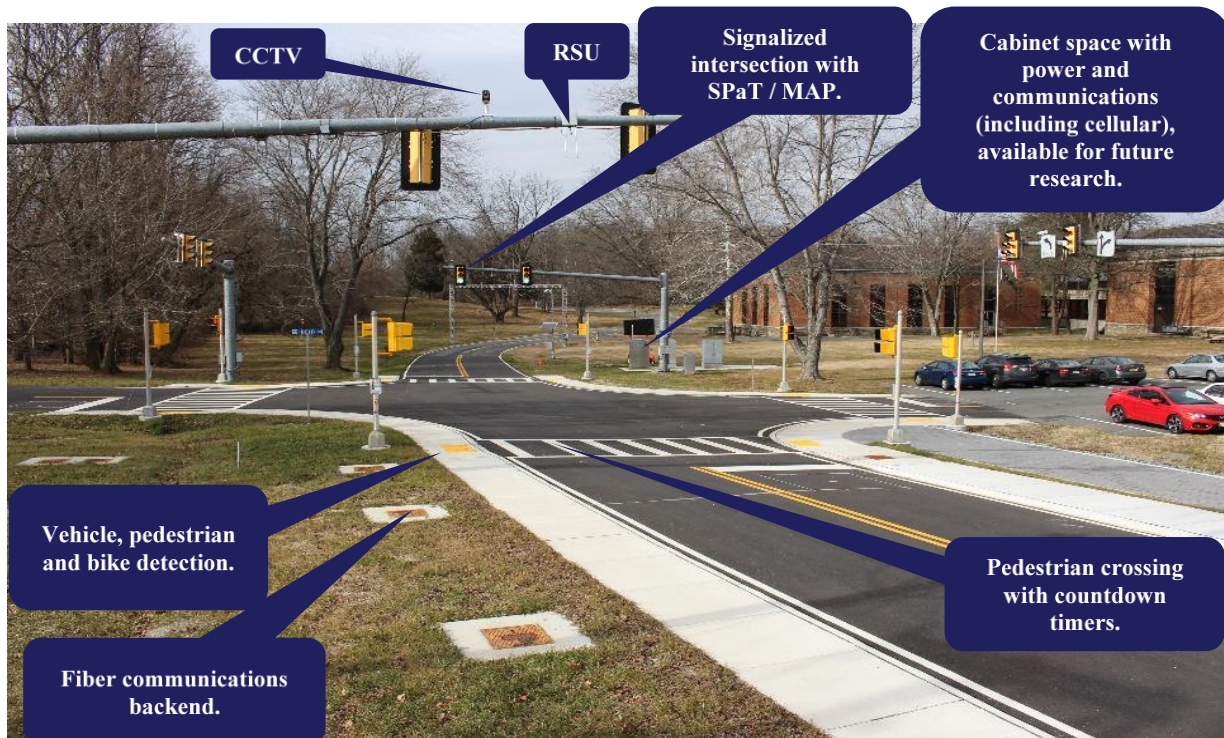 CCTV
RSU
Signalized
intersection with
SPaT / MAP.
Cabinet space with
power and
communications
(including cellular),
available for future
research.
Vehicle, pedestrian
and bike detection.
Fiber communications
backend.
Pedestrian crossing
with countdown
timers.